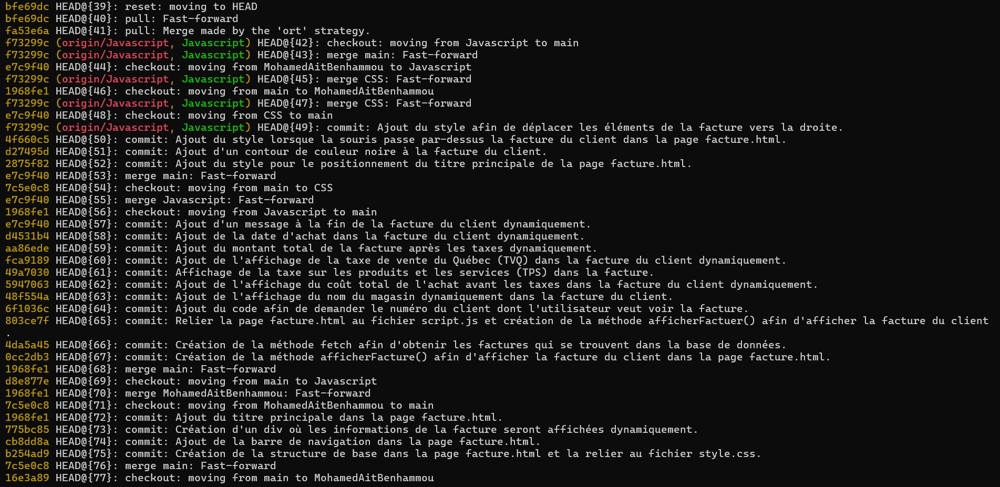 bfe69dc HEAD@{39}: reset: moving to HEAD
bfe69dc HEAD@{40}: pull: Fast-forward
fa53e6a HEAD@{41}: pull: Merge made by the 'ort' strategy.
f73299c (origin/Javascript, Javascript) HEAD@{42}: checkout: moving from Javascript to main
f73299c (origin/Javascript, Javascript) HEAD@{43}: merge main: Fast-forward
e7c9f40 HEAD@{44}: checkout: moving from MohamedAitBenhammou to Javascript
f73299c (origin/Javascript, Javascript) HEAD@{45}: merge CSS: Fast-forward
1968fe1 HEAD@{46}: checkout: moving from main to MohamedAitBenhammou
f73299c (origin/Javascript, Javascript) HEAD@{47}: merge CSS: Fast-forward
e7c9f40 HEAD@{48}: checkout: moving from CSS to main
f73299c (origin/Javascript, Javascript) HEAD@{49}: commit: Ajout du style afin de déplacer les éléments de la facture vers la droite.
4f660c5 HEAD@{50}: commit: Ajout du style lorsque la souris passe par-dessus la facture du client dans la page facture.html.
d27495d HEAD@{51}: commit: Ajout d'un contour de couleur noire à la facture du client.
2875f82 HEAD@{52}: commit: Ajout du style pour le positionnement du titre principale de la page facture.html.
e7c9f40 HEAD@{53}: merge main: Fast-forward
7c5e0c8 HEAD@{54}: checkout: moving from main to CSS
e7c9f40 HEAD@{55}: merge Javascript: Fast-forward
1968fe1 HEAD@{56}: checkout: moving from Javascript to main
e7c9f40 HEAD@{57}: commit: Ajout d'un message à la fin de la facture du client dynamiquement.
d4531b4 HEAD@{58}: commit: Ajout de la date d'achat dans la facture du client dynamiquement.
aa86ede HEAD@{59}: commit: Ajout du montant total de la facture après les taxes dynamiquement.
fca9189 HEAD@{60}: commit: Ajout de l'affichage de la taxe de vente du Québec (TVQ) dans la facture du client dynamiquement.
49a7030 HEAD@{61}: commit: Affichage de la taxe sur les produits et les services (TPS) dans la facture.
5947063 HEAD@{62}: commit: Ajout de l'affichage du coût total de l'achat avant les taxes dans la facture du client dynamiquement.
48f554a HEAD@{63}: commit: Ajout de l'affichage du nom du magasin dynamiquement dans la facture du client.
6f1036c HEAD@{64}: commit: Ajout du code afin de demander le numéro du client dont l'utilisateur veut voir la facture.
803ce7f HEAD@{65}: commit: Relier la page facture.html au fichier script.js et création de la méthode afficherFactuer() afin d'afficher la facture du client
.
4da5a45 HEAD@{66}: commit: Création de la méthode fetch afin d'obtenir les factures qui se trouvent dans la base de données.
0cc2db3 HEAD@{67}: commit: Création de la méthode afficherFacture() afin d'afficher la facture du client dans la page facture.html.
1968fe1 HEAD@{68}: merge main: Fast-forward
d8e877e HEAD@{69}: checkout: moving from main to Javascript
1968fe1 HEAD@{70}: merge MohamedAitBenhammou: Fast-forward
7c5e0c8 HEAD@{71}: checkout: moving from MohamedAitBenhammou to main
1968fe1 HEAD@{72}: commit: Ajout du titre principale dans la page facture.html.
775bc85 HEAD@{73}: commit: Création d'un div où les informations de la facture seront affichées dynamiquement.
cb8dd8a HEAD@{74}: commit: Ajout de la barre de navigation dans la page facture.html.
b254ad9 HEAD@{75}: commit: Création de la structure de base dans la page facture.html et la relier au fichier style.css.
7c5e0c8 HEAD@{76}: merge main: Fast-forward
16e3a89 HEAD@{77}: checkout: moving from main to MohamedAitBenhammou